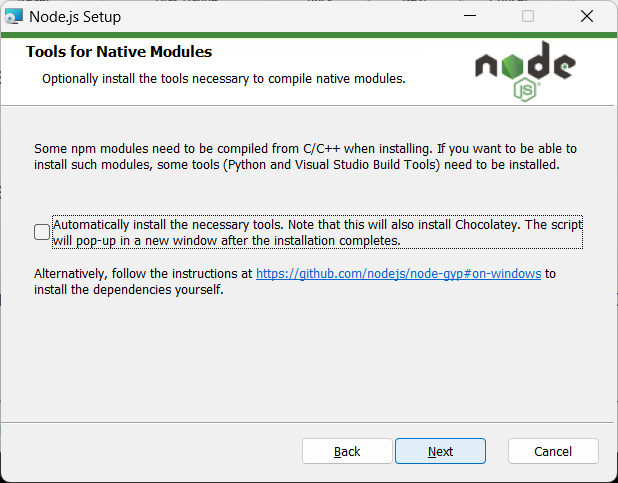 Node.js Setup
Tools for Native Modules
Optionally install the tools necessary to compile native modules.
node
JS
Some npm modules need to be compiled from C/C++ when installing. If you want to be able to
install such modules, some tools (Python and Visual Studio Build Tools) need to be installed.
Automatically install the necessary tools. Note that this will also install Chocolatey. The script
will pop-up in a new window after the installation completes.
Alternatively, follow the instructions at https://github.com/nodejs/node-gyp#on-windows to
install the dependencies yourself.
Back Next Cancel